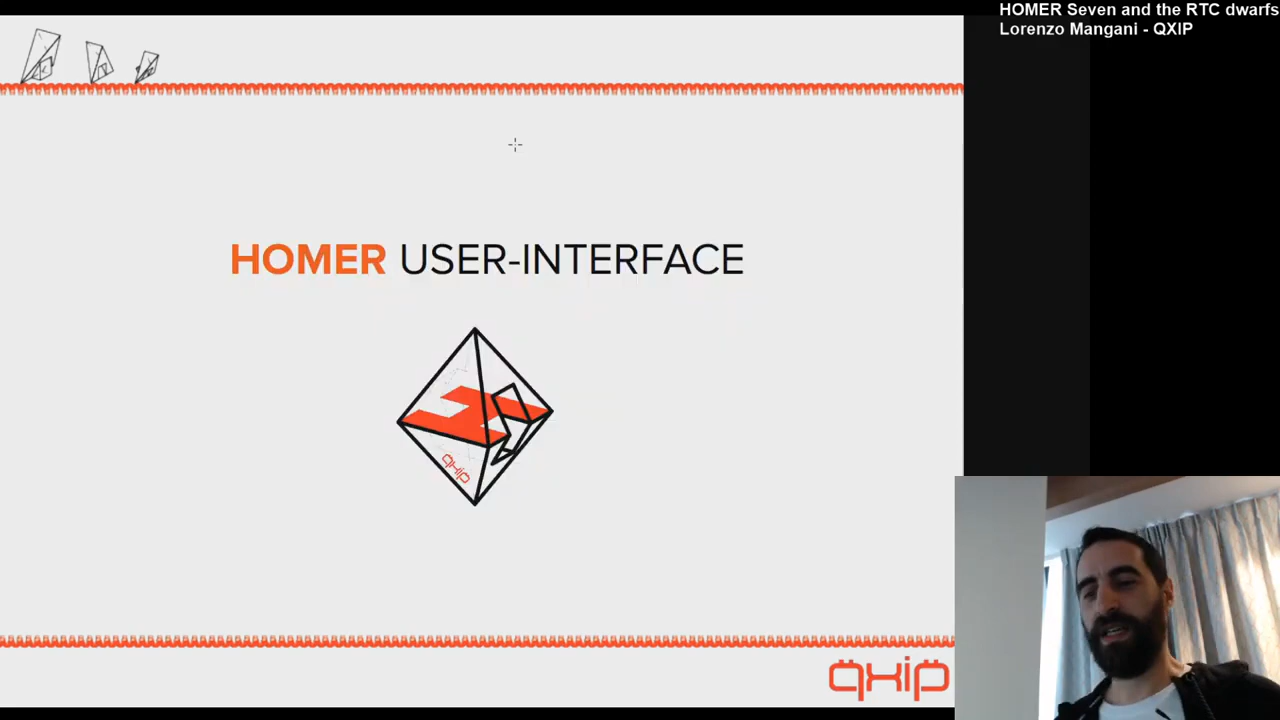 HOMER Seven and the RTC dwarfs
Lorenzo Mangani - QXIP
HOMER USER-INTERFACE
qxip
qxip